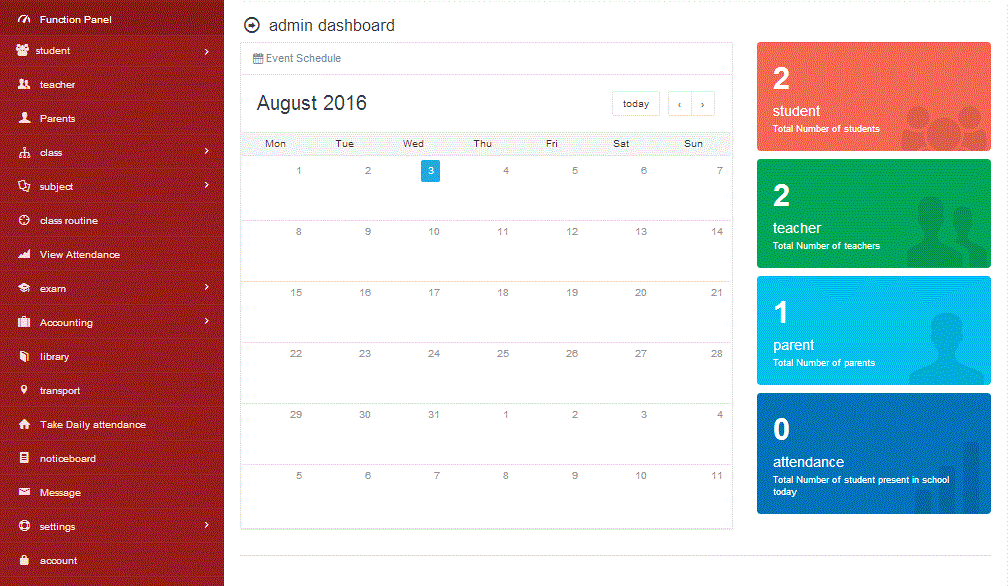 Function Panel
student
teacher
Parents
class
subject
class routine
View Attendance
exam
Accounting
library
transport
Take Daily attendance
noticeboard
Message
settings
account
admin dashboard
Event Schedule
August 2016
today ‹ ›
Mon Tue Wed Thu Fri Sat Sun
1 2 3 4 5 6 7
8 9 10 11 12 13 14
15 16 17 18 19 20 21
22 23 24 25 26 27 28
29 30 31 1 2 3 4
5 6 7 8 9 10 11
2
student
Total Number of students
2
teacher
Total Number of teachers
1
parent
Total Number of parents
0
attendance
Total Number of student present in school
today